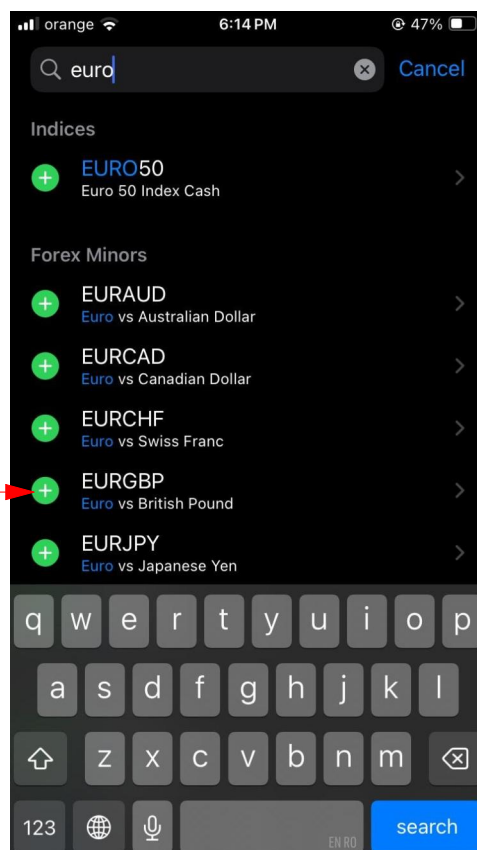 orange 6:14 PM 47%
euro Cancel
Indices
EURO50
Euro 50 Index Cash
Forex Minors
EURAUD
Euro vs Australian Dollar
EURCAD
Euro vs Canadian Dollar
EURCHF
Euro vs Swiss Franc
EURGBP
Euro vs British Pound
EURJPY
Euro vs Japanese Yen
q w e r t y u i o p
a s d f g h j k l
z x c v b n m
123 EN RO search